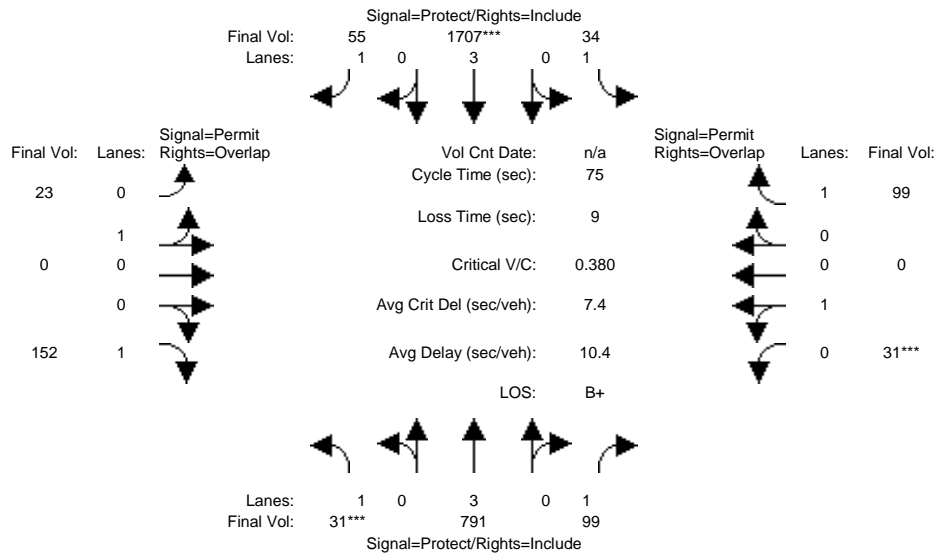 Signal=Protect/Rights=Include
Final Vol: 55 1707*** 34
Lanes: 1 0 3 0 1
Signal=Permit Signal=Permit
Final Vol: Lanes: Rights=Overlap Vol Cnt Date: n/a Rights=Overlap Lanes: Final Vol:
Cycle Time (sec): 75
23 0 1 99
Loss Time (sec): 9
1 0
0 0 Critical V/C: 0.380 0 0
0 Avg Crit Del (sec/veh): 7.4 1
152 1 Avg Delay (sec/veh): 10.4 0 31***
LOS: B+
Lanes: 1 0 3 0 1
Final Vol: 31*** 791 99
Signal=Protect/Rights=Include